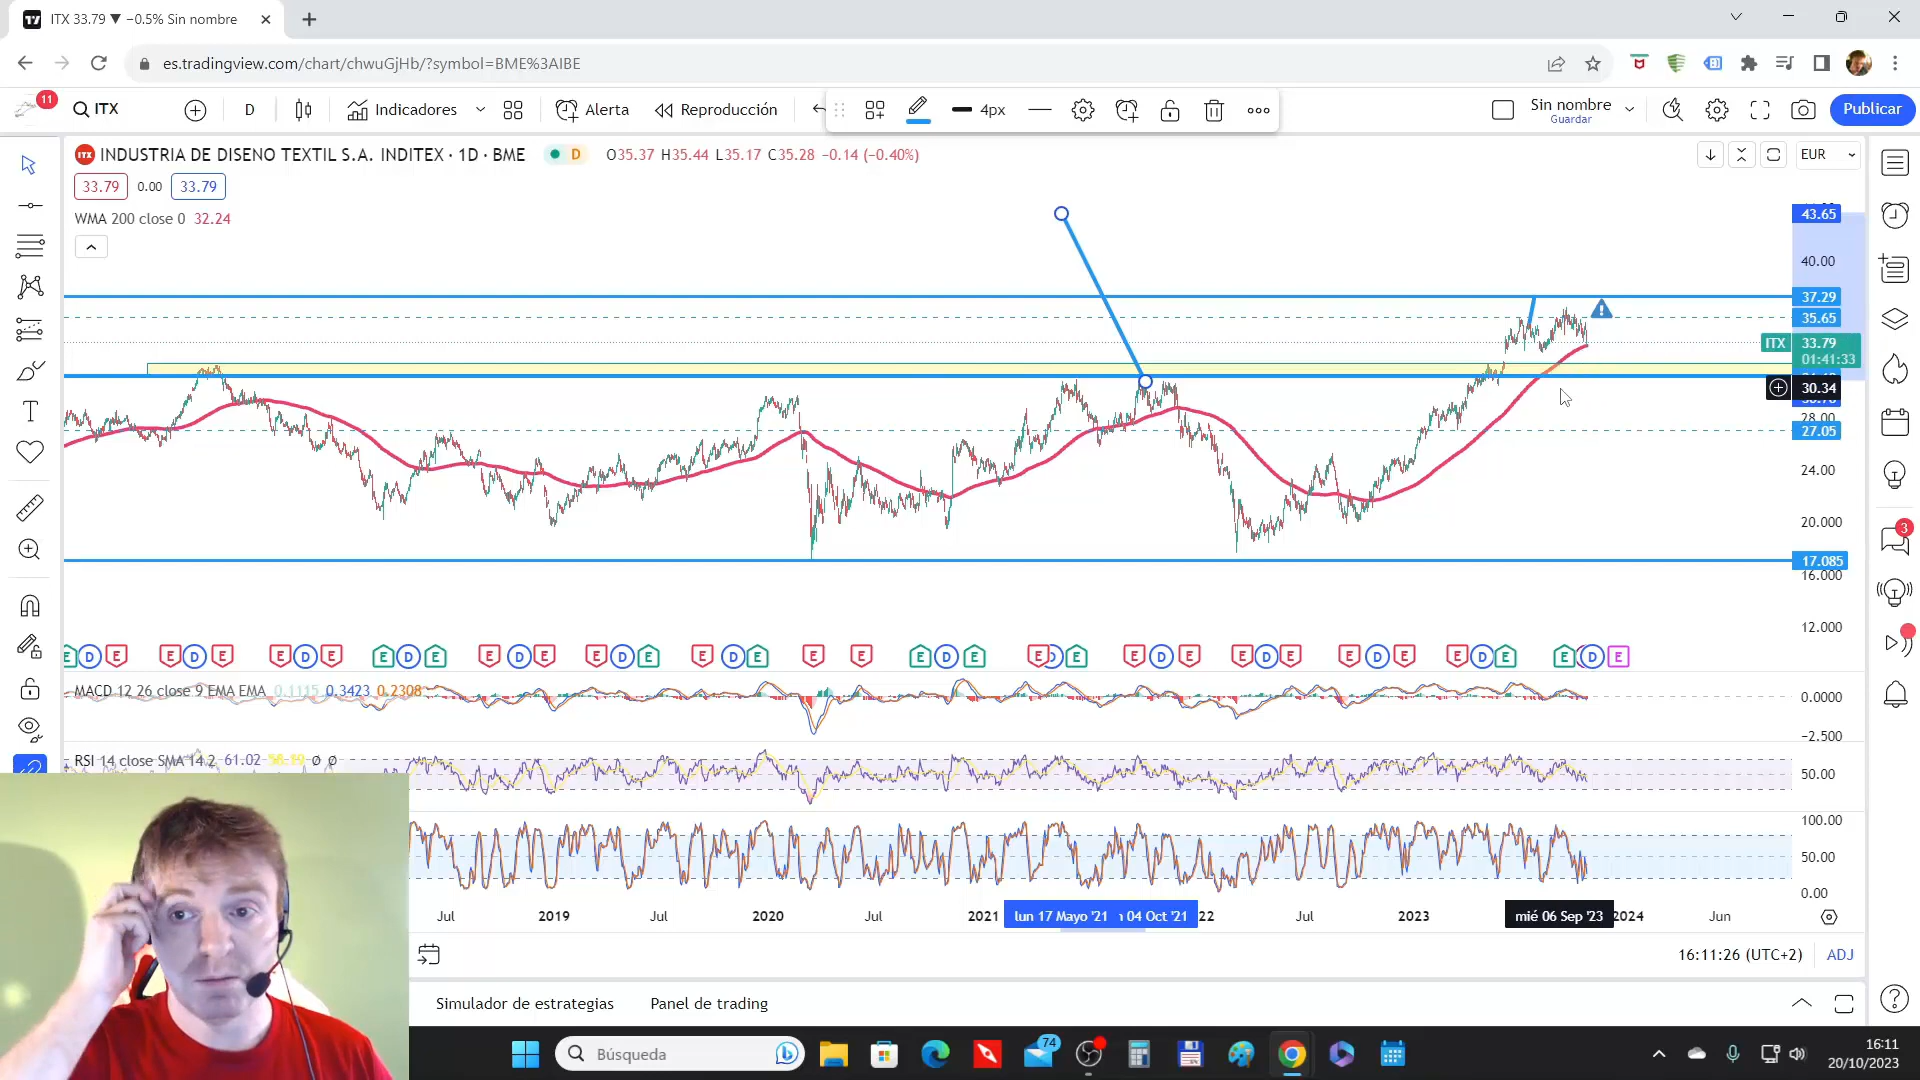 ITX 33.79 ▼ −0.5% Sin nombre
es.tradingview.com/chart/chwuGjHb/?symbol=BME%3AIBE
11
ITX
D
Indicadores
Alerta
Reproducción
4px
Sin nombre
Guardar
Publicar
ITX INDUSTRIA DE DISENO TEXTIL S.A. INDITEX · 1D · BME
D
O35.37 H35.44 L35.17 C35.28 −0.14 (−0.40%)
EUR
33.79 0.00 33.79
WMA 200 close 0 32.24
43.65
40.00
37.29
35.65
ITX 33.79
01:41:33
30.34
28.00
27.05
24.00
20.000
17.085
16.000
12.000
3
MACD 12 26 close 9 EMA EMA 0.1115 0.3423 0.2308
0.0000
−2.500
RSI 14 close SMA 14 2 61.02
50.00
100.00
50.00
0.00
Jul 2019 Jul 2020 Jul 2021 lun 17 Mayo '21 04 Oct '21 22 Jul 2023 mié 06 Sep '23 2024 Jun
16:11:26 (UTC+2) ADJ
Simulador de estrategias Panel de trading
Búsqueda
74
16:11
20/10/2023